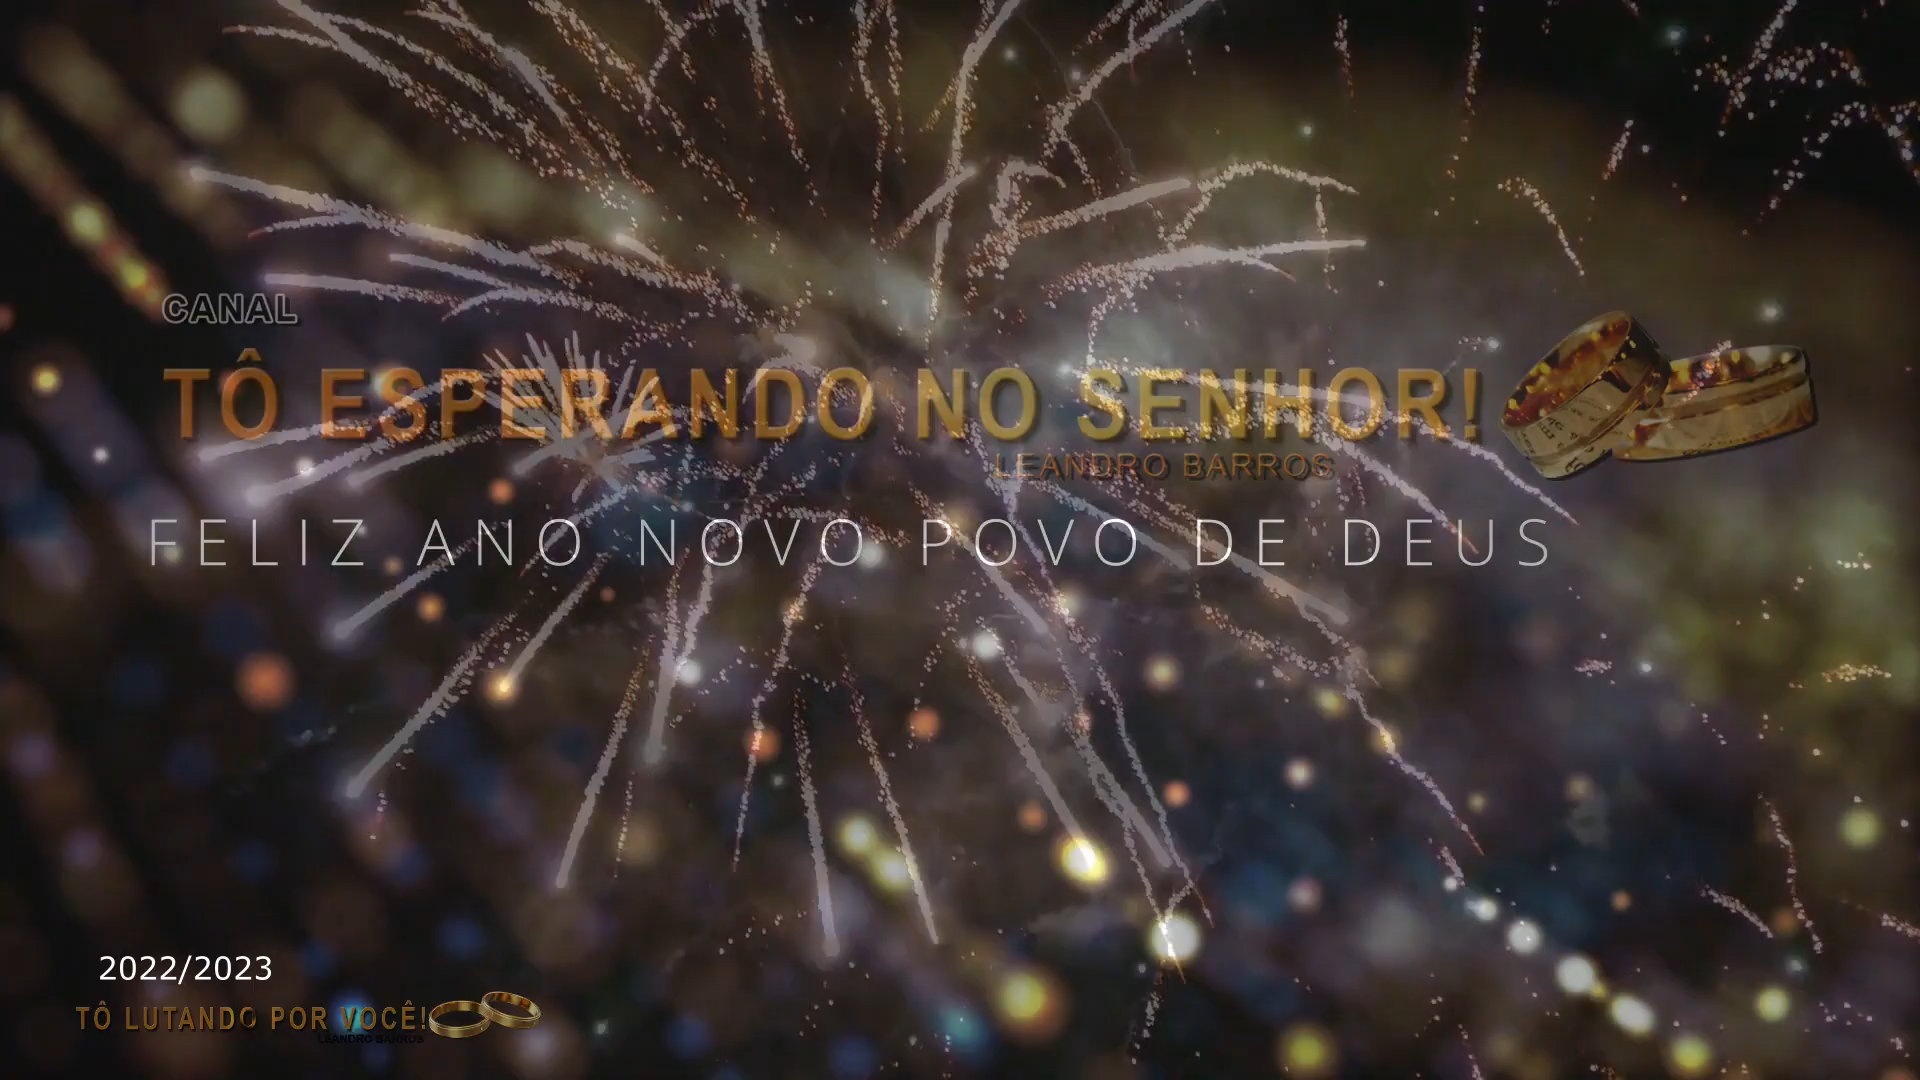 CANAL
TÔ ESPERANDO NO SENHOR!
LEANDRO BARROS
FELIZ ANO NOVO POVO DE DEUS
2022/2023
TÔ LUTANDO POR VOCÊ!
LEANDRO BARROS